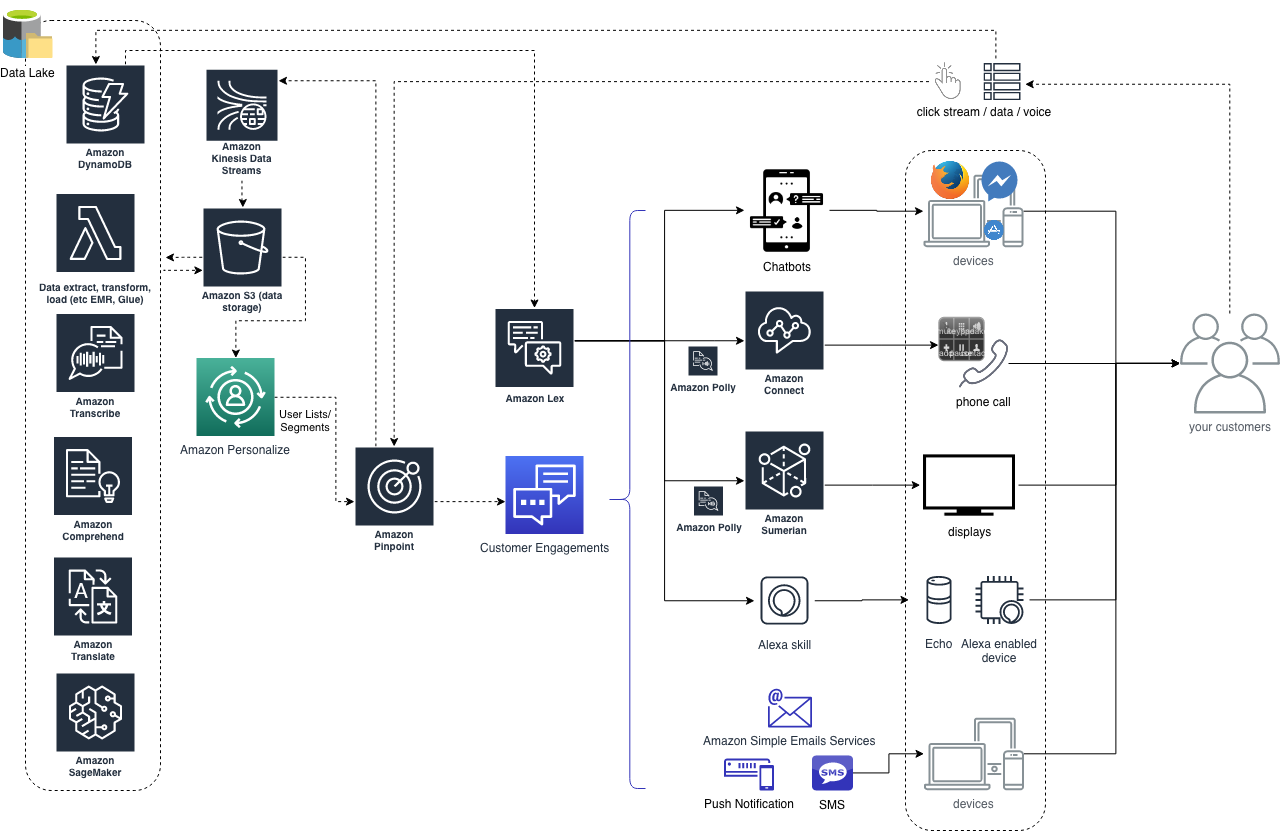 Data Lake
Amazon
DynamoDB
Data extract, transform,
load (etc EMR, Glue)
Amazon
Transcribe
Amazon
Comprehend
A
文
Amazon
Translate
Amazon
SageMaker
Amazon
Kinesis Data
Streams
Amazon S3 (data
storage)
Amazon Personalize
User Lists/
Segments
Amazon
Pinpoint
Amazon Lex
Customer Engagements
click stream / data / voice
Chatbots
Amazon Polly
Amazon
Connect
Amazon Polly
Amazon
Sumerian
Alexa skill
@
Amazon Simple Emails Services
Push Notification
SMS
SMS
devices
phone call
displays
Echo
Alexa enabled
device
devices
your customers